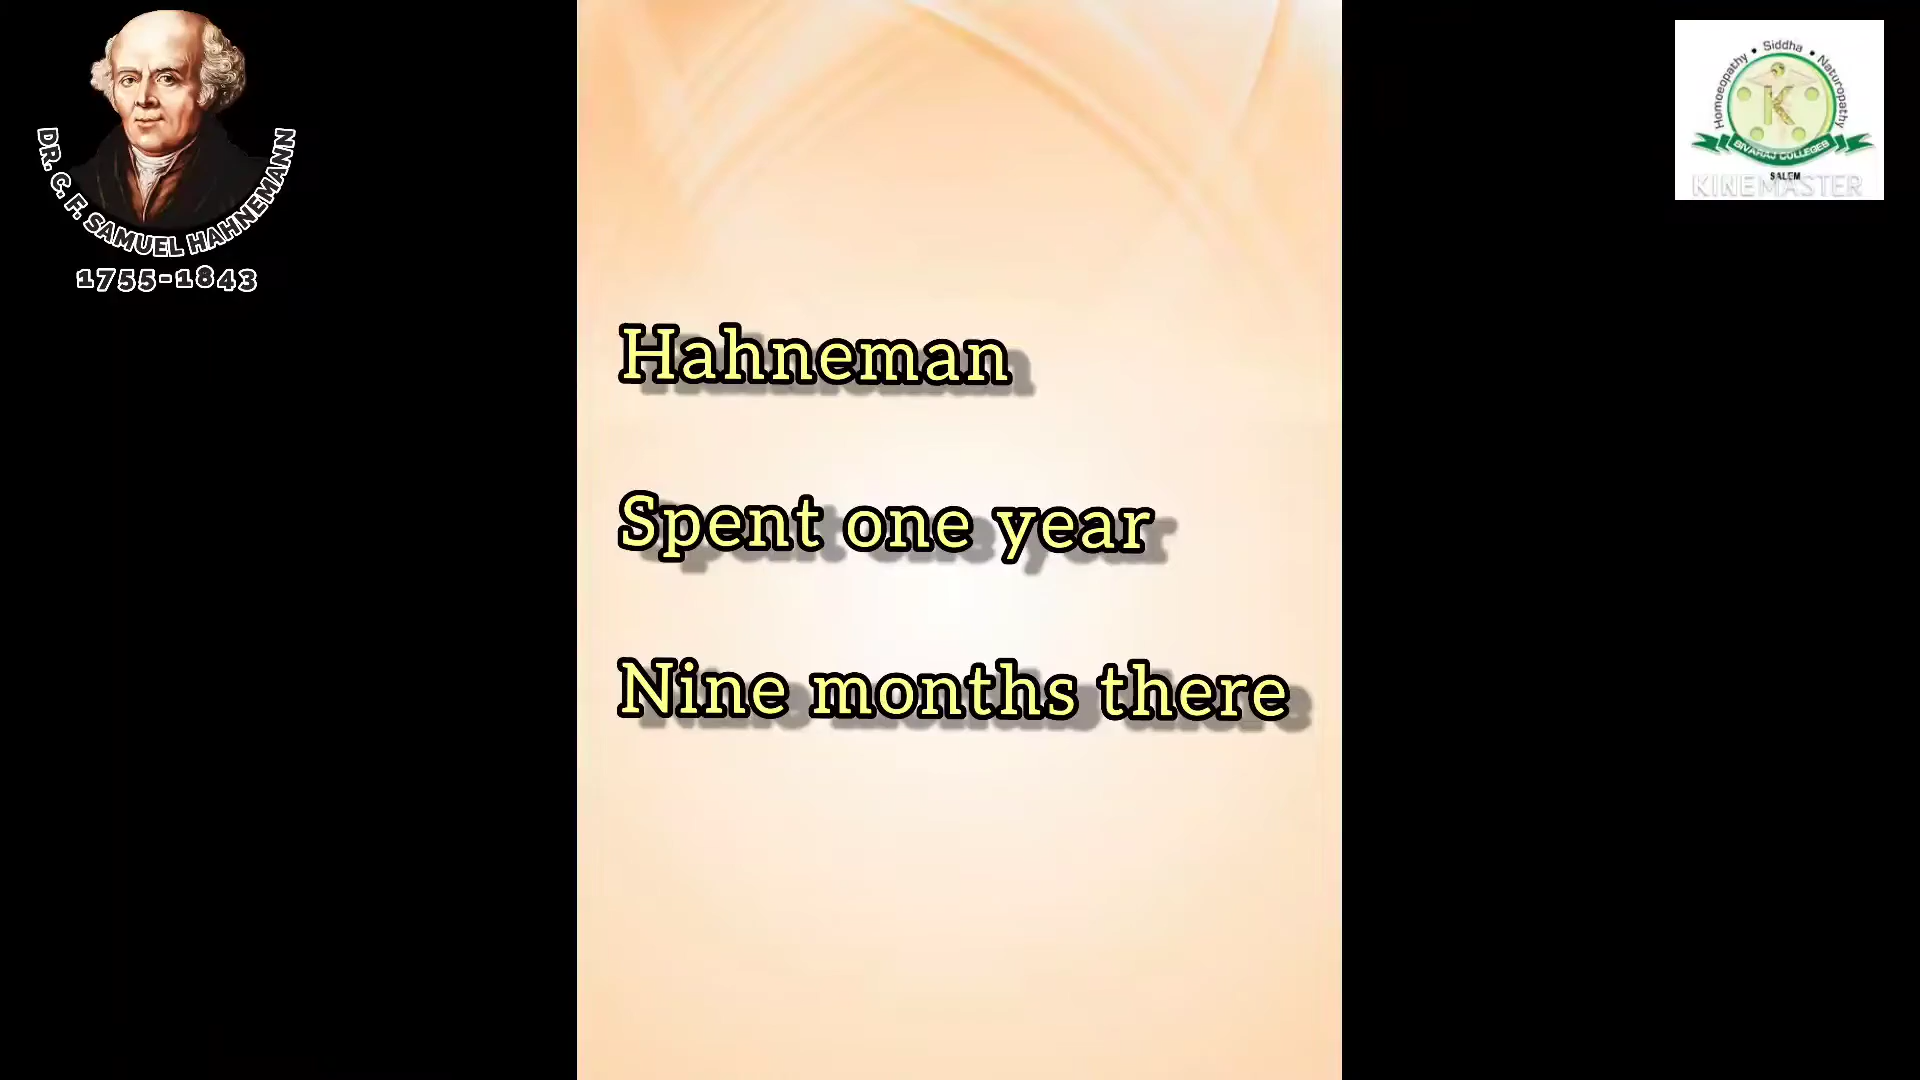 DR. C. F. SAMUEL HAHNEMANN
1755-1843
Homoeopathy • Siddha • Naturopathy
K
SIVARAJ COLLEGES
SALEM
KINEMASTER
Hahneman
Spent one year
Nine months there